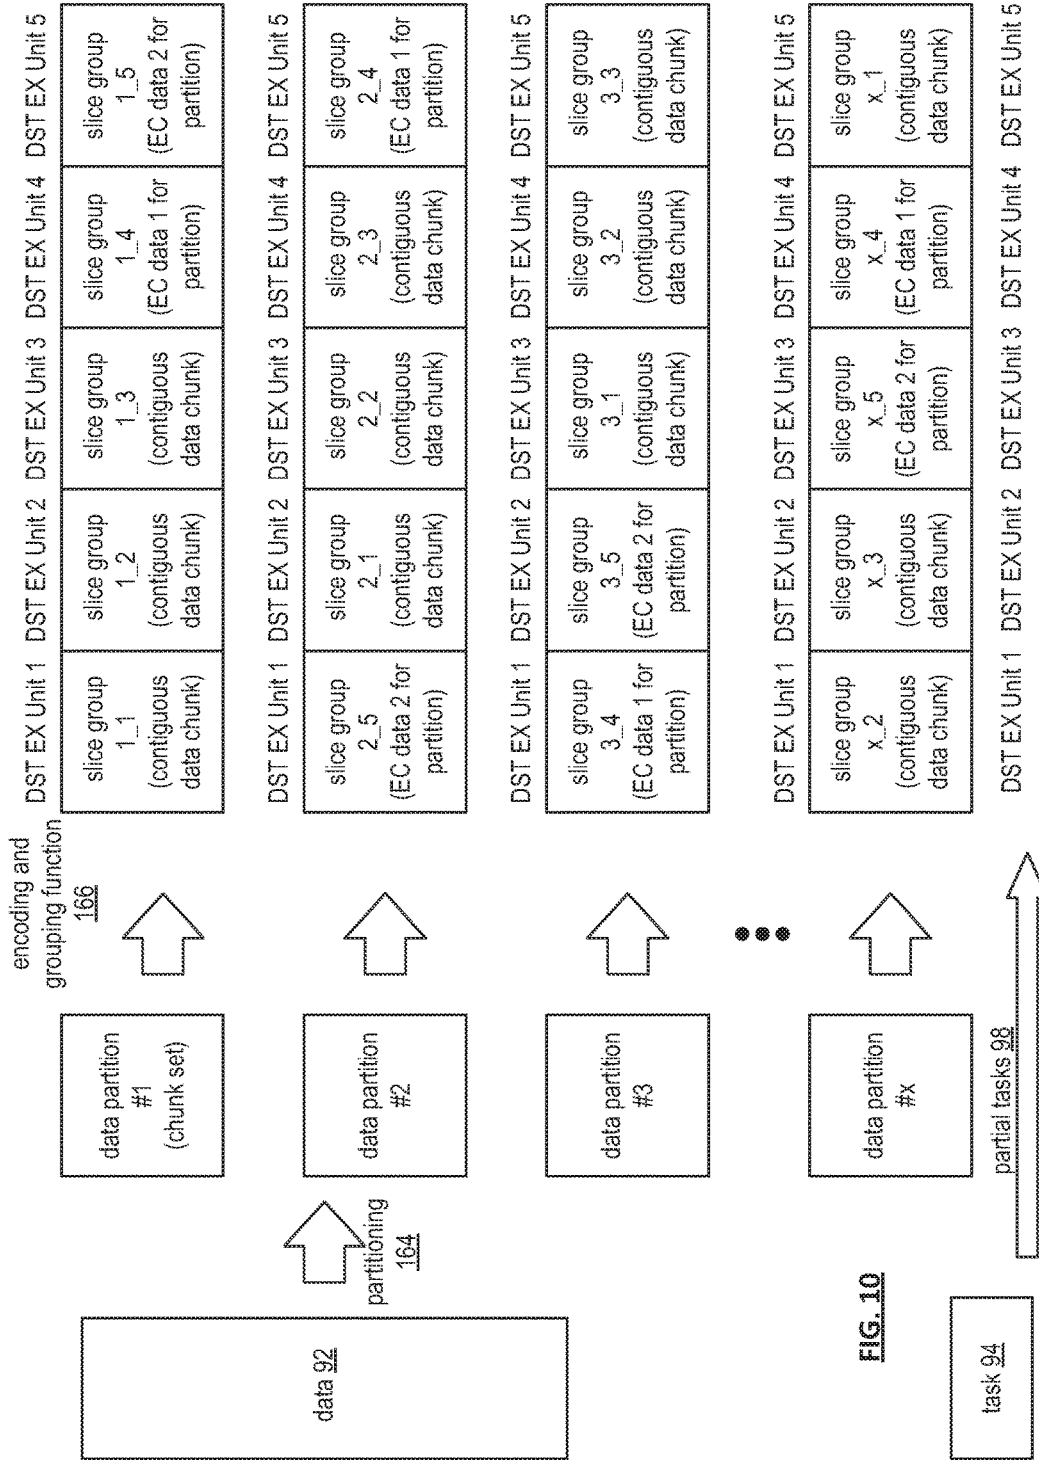 data 92
partitioning
164
data partition
#1
(chunk set)
data partition
#2
data partition
#3
data partition
#x
encoding and
grouping function
166
DST EX Unit 1
DST EX Unit 2
DST EX Unit 3
DST EX Unit 4
DST EX Unit 5
slice group
1_1
(contiguous
data chunk)
slice group
1_2
(contiguous
data chunk)
slice group
1_3
(contiguous
data chunk)
slice group
1_4
(EC data 1 for
partition)
slice group
1_5
(EC data 2 for
partition)
DST EX Unit 1
DST EX Unit 2
DST EX Unit 3
DST EX Unit 4
DST EX Unit 5
slice group
2_5
(EC data 2 for
partition)
slice group
2_1
(contiguous
data chunk)
slice group
2_2
(contiguous
data chunk)
slice group
2_3
(contiguous
data chunk)
slice group
2_4
(EC data 1 for
partition)
DST EX Unit 1
DST EX Unit 2
DST EX Unit 3
DST EX Unit 4
DST EX Unit 5
slice group
3_4
(EC data 1 for
partition)
slice group
3_5
(EC data 2 for
partition)
slice group
3_1
(contiguous
data chunk)
slice group
3_2
(contiguous
data chunk)
slice group
3_3
(contiguous
data chunk)
DST EX Unit 1
DST EX Unit 2
DST EX Unit 3
DST EX Unit 4
DST EX Unit 5
slice group
x_2
(contiguous
data chunk)
slice group
x_3
(contiguous
data chunk)
slice group
x_5
(EC data 2 for
partition)
slice group
x_4
(EC data 1 for
partition)
slice group
x_1
(contiguous
data chunk)
FIG. 10
task 94
partial tasks 98
DST EX Unit 1
DST EX Unit 2
DST EX Unit 3
DST EX Unit 4
DST EX Unit 5